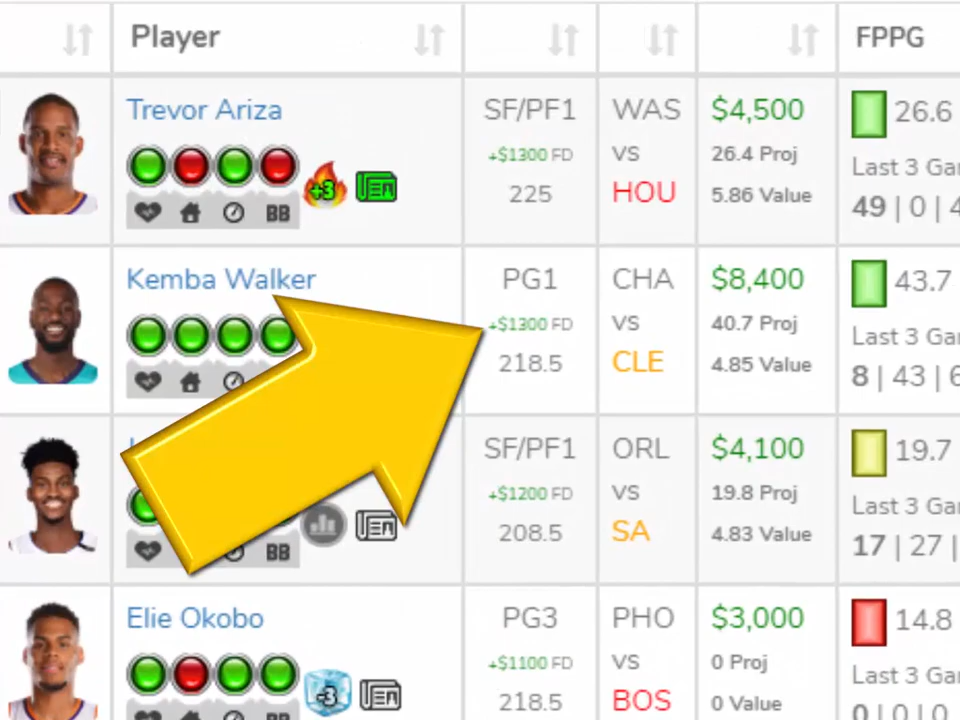 Player
FPPG
Trevor Ariza
SF/PF1
WAS
$4,500
26.6
+$1300 FD
VS
26.4 Proj
Last 3 Gar
+3
225
HOU
5.86 Value
49 | 0 | 4
BB
Kemba Walker
PG1
CHA
$8,400
43.7
+$1300 FD
VS
40.7 Proj
Last 3 Gar
218.5
CLE
4.85 Value
8 | 43 | 6
SF/PF1
ORL
$4,100
19.7
+$1200 FD
VS
19.8 Proj
Last 3 Gar
208.5
SA
4.83 Value
17 | 27 |
BB
Elie Okobo
PG3
PHO
$3,000
14.8
+$1100 FD
VS
0 Proj
Last 3 Gar
-3
218.5
BOS
0 Value
0 | 0 | 0
BB